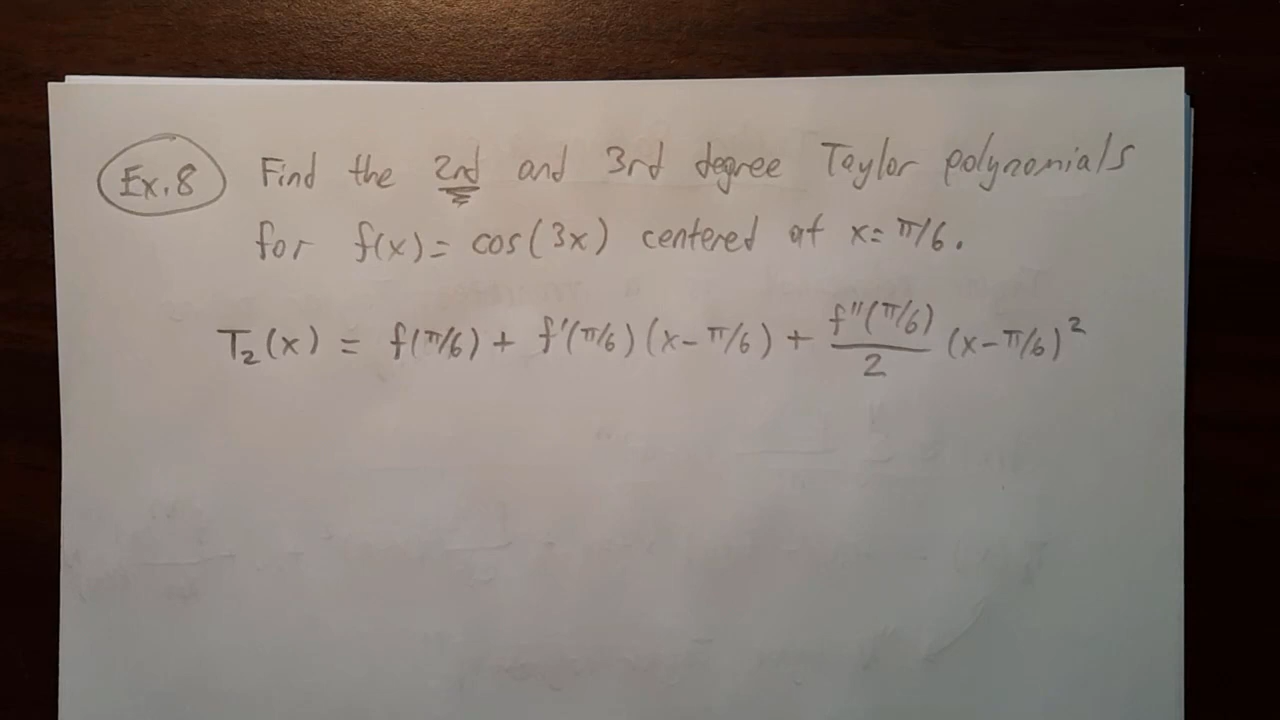 Ex. 8 Find the 2nd and 3rd degree Taylor polynomials
for f(x) = cos(3x) centered at x = π/6.
T₂(x) = f(π/6) + f'(π/6)(x - π/6) + f''(π/6)/2 (x - π/6)²